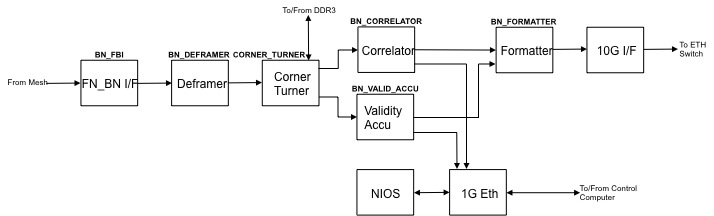 To/From DDR3
BN_CORRELATOR
BN_FORMATTER
BN_FBI
BN_DEFRAMER
CORNER_TURNER
From Mesh
FN_BN I/F
Deframer
Corner
Turner
Correlator
Formatter
10G I/F
To ETH
Switch
BN_VALID_ACCU
Validity
Accu
NIOS
1G Eth
To/From Control
Computer